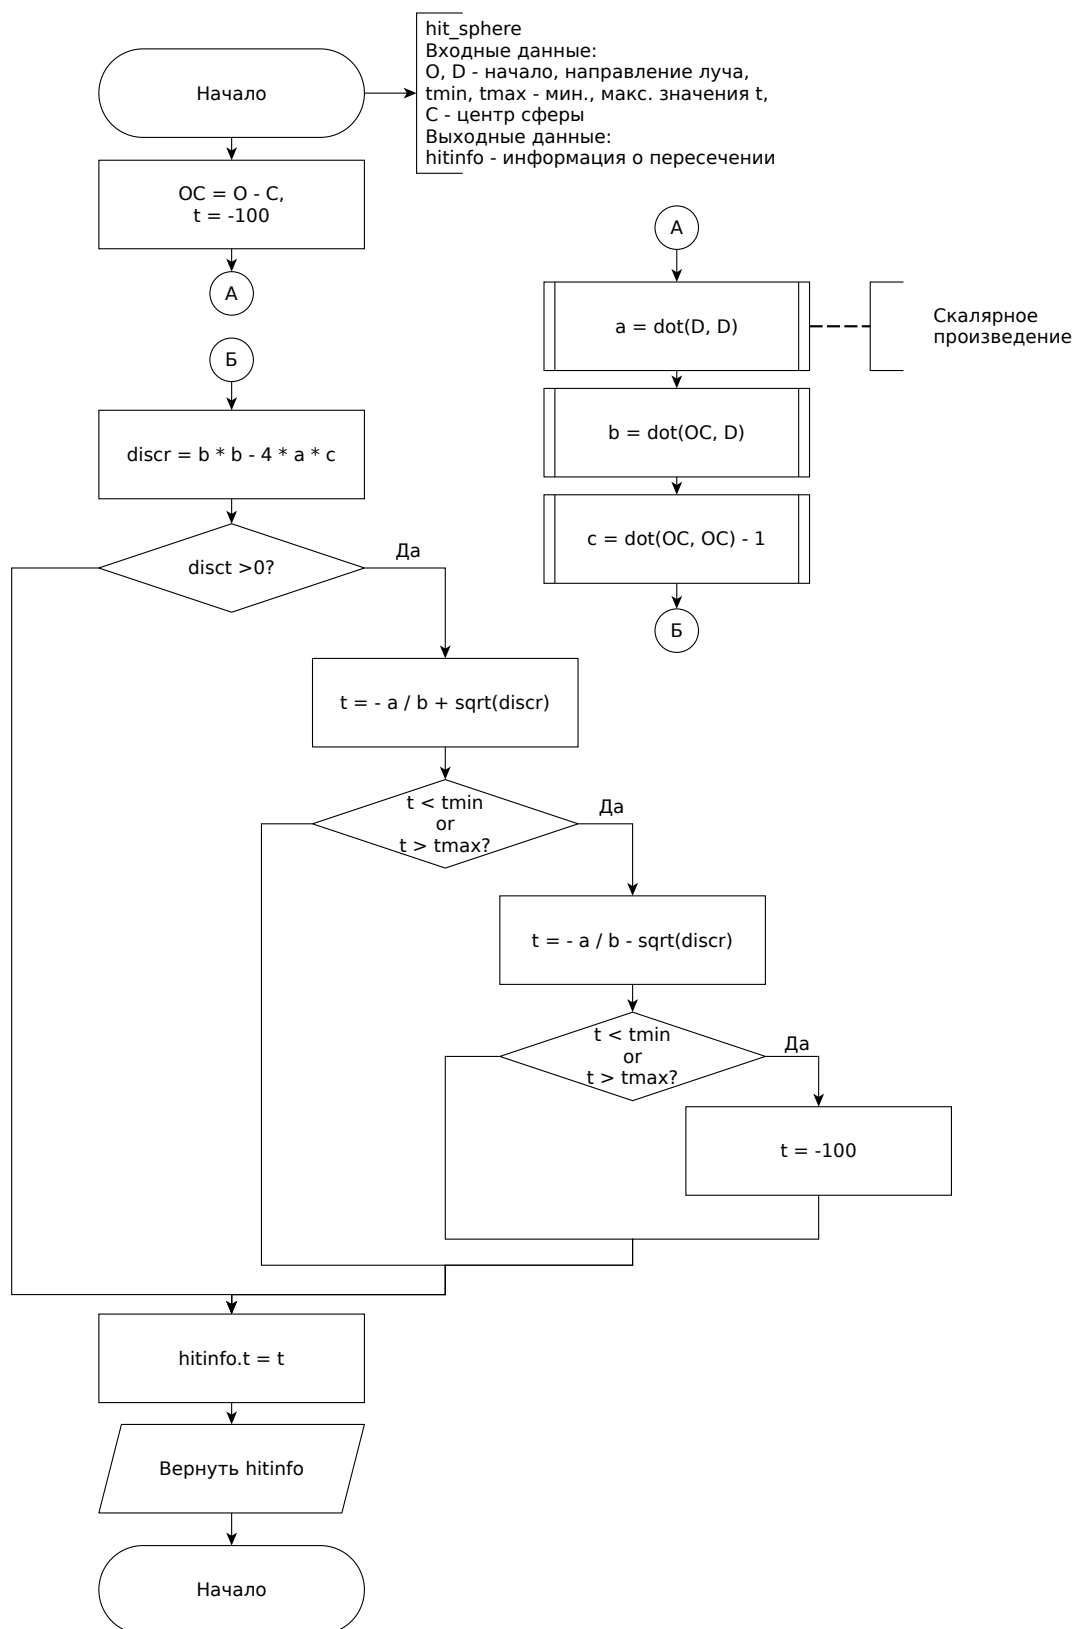 Начало
hit_sphere
Входные данные:
O, D - начало, направление луча,
tmin, tmax - мин., макс. значения t,
C - центр сферы
Выходные данные:
hitinfo - информация о пересечении
OC = O - C,
t = -100
А
Б
discr = b * b - 4 * a * c
disct >0?
Да
А
a = dot(D, D)
Скалярное
произведение
b = dot(OC, D)
c = dot(OC, OC) - 1
Б
t = - a / b + sqrt(discr)
t < tmin
or
t > tmax?
Да
t = - a / b - sqrt(discr)
t < tmin
or
t > tmax?
Да
t = -100
hitinfo.t = t
Вернуть hitinfo
Начало